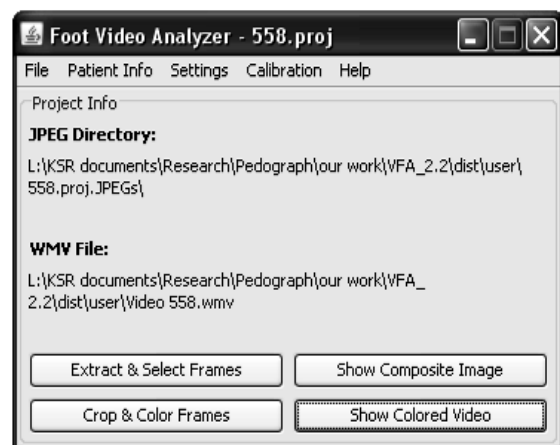 Foot Video Analyzer - 558.proj
File Patient Info Settings Calibration Help
Project Info
JPEG Directory:
L:\KSR documents\Research\Pedograph\our work\VFA_2.2\dist\user\
558.proj.JPEGs\
WMV File:
L:\KSR documents\Research\Pedograph\our work\VFA_
2.2\dist\user\Video 558.wmv
Extract & Select Frames Show Composite Image
Crop & Color Frames Show Colored Video